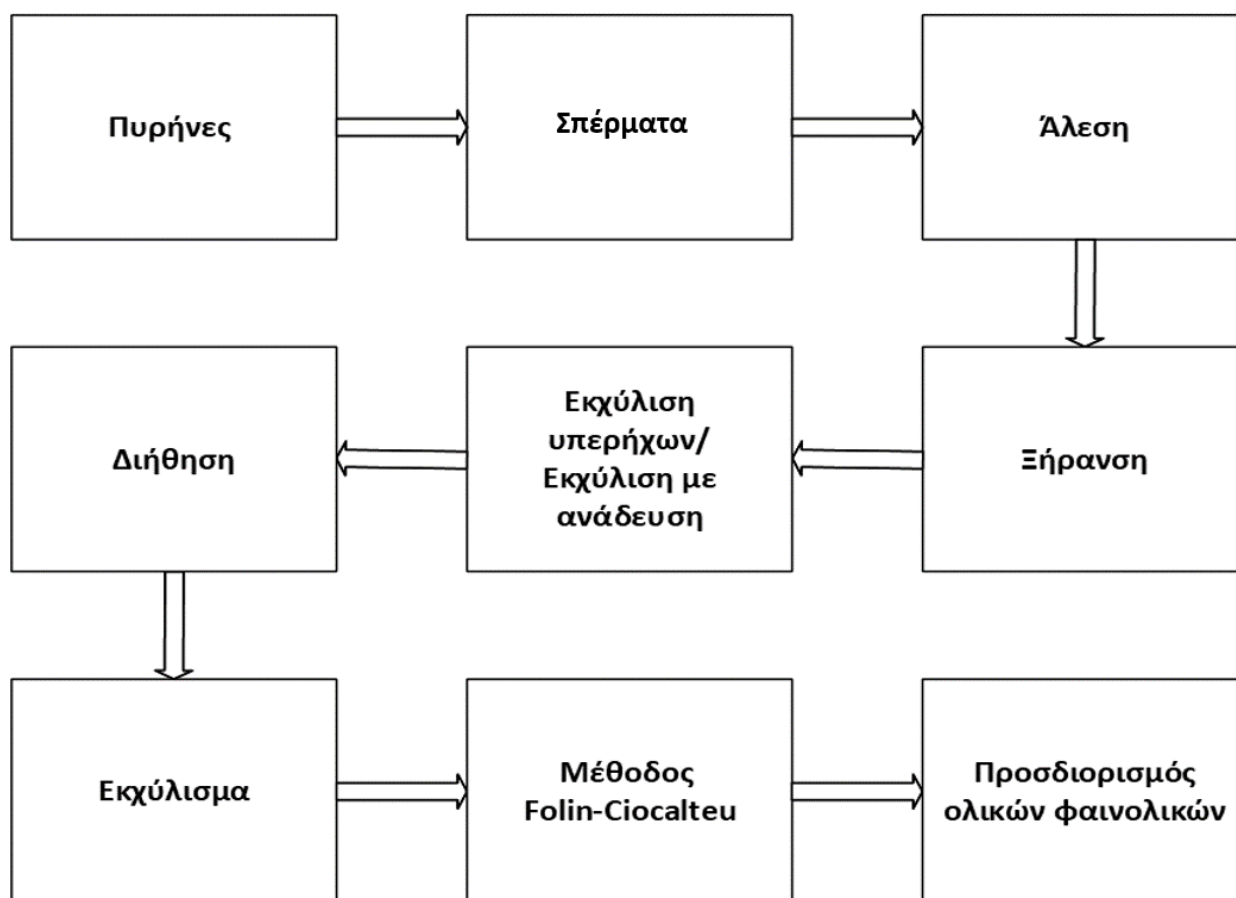 Πυρήνες
Σπέρματα
Άλεση
Ξήρανση
Εκχύλιση
υπερήχων/
Εκχύλιση με
ανάδευση
Διήθηση
Εκχύλισμα
Μέθοδος
Folin-Ciocalteu
Προσδιορισμός
ολικών φαινολικών